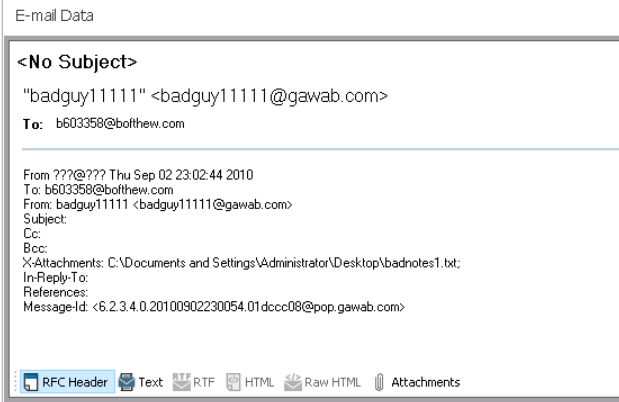 E-mail Data
<No Subject>
"badguy11111" <badguy11111@gawab.com>
To: b603358@bofthew.com
From ???@??? Thu Sep 02 23:02:44 2010
To: b603358@bofthew.com
From: badguy11111 <badguy11111@gawab.com>
Subject:
Cc:
Bcc:
X-Attachments: C:\Documents and Settings\Administrator\Desktop\badnotes1.txt;
In-Reply-To:
References:
Message-Id: <6.2.3.4.0.20100902230054.01dccc08@pop.gawab.com>
RFC Header Text RTF RTF HTML Raw HTML Attachments